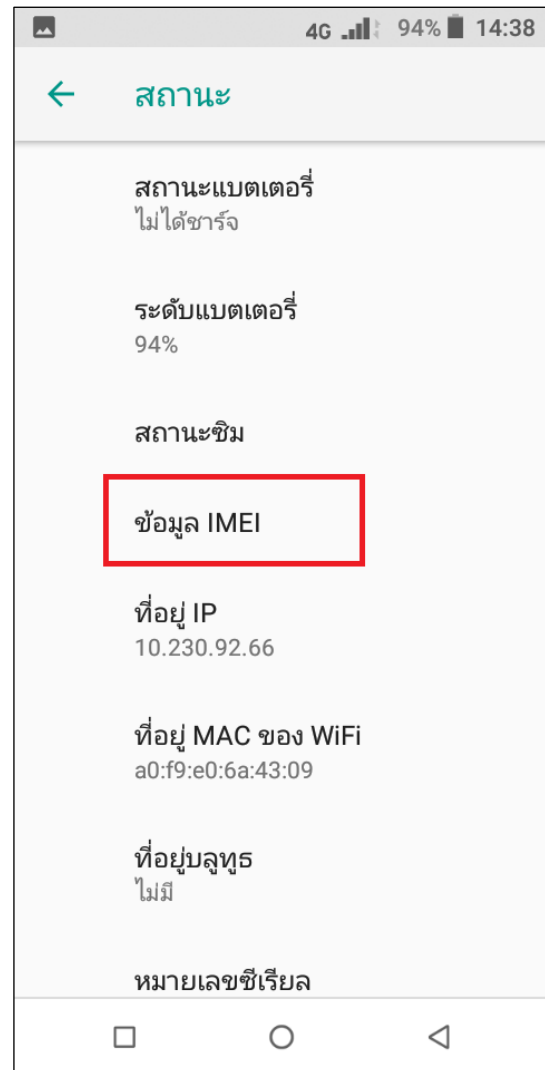 4G 94% 14:38
สถานะ
สถานะแบตเตอรี่
ไม่ได้ชาร์จ
ระดับแบตเตอรี่
94%
สถานะซิม
ข้อมูล IMEI
ที่อยู่ IP
10.230.92.66
ที่อยู่ MAC ของ WiFi
a0:f9:e0:6a:43:09
ที่อยู่บลูทูธ
ไม่มี
หมายเลขซีเรียล